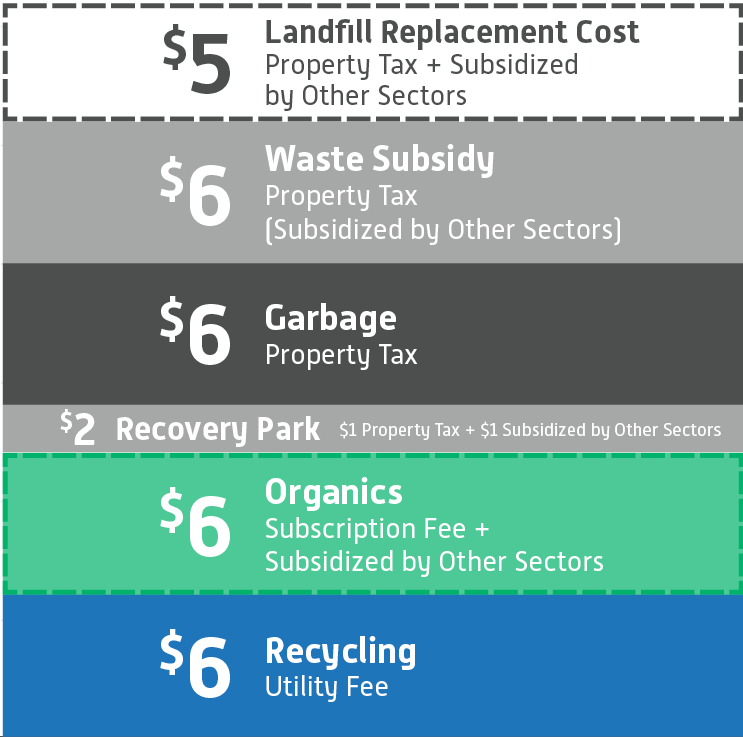 $5 Landfill Replacement Cost
Property Tax + Subsidized
by Other Sectors
$6 Waste Subsidy
Property Tax
(Subsidized by Other Sectors)
$6 Garbage
Property Tax
$2 Recovery Park $1 Property Tax + $1 Subsidized by Other Sectors
$6 Organics
Subscription Fee +
Subsidized by Other Sectors
$6 Recycling
Utility Fee